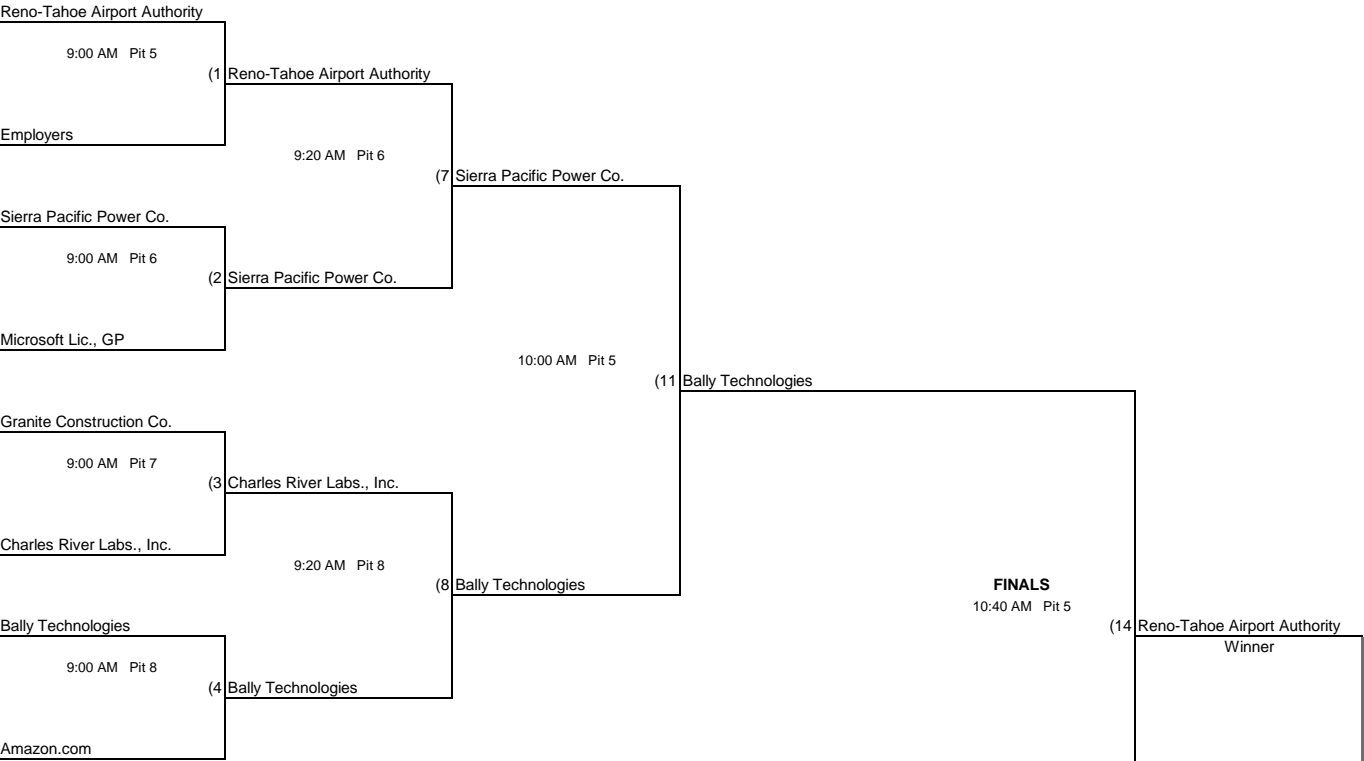 Reno-Tahoe Airport Authority
9:00 AM Pit 5
(1 Reno-Tahoe Airport Authority
Employers
9:20 AM Pit 6
(7 Sierra Pacific Power Co.
Sierra Pacific Power Co.
9:00 AM Pit 6
(2 Sierra Pacific Power Co.
Microsoft Lic., GP
10:00 AM Pit 5
(11 Bally Technologies
Granite Construction Co.
9:00 AM Pit 7
(3 Charles River Labs., Inc.
Charles River Labs., Inc.
9:20 AM Pit 8
(8 Bally Technologies
FINALS
10:40 AM Pit 5
Bally Technologies
(14 Reno-Tahoe Airport Authority
Winner
9:00 AM Pit 8
(4 Bally Technologies
Amazon.com